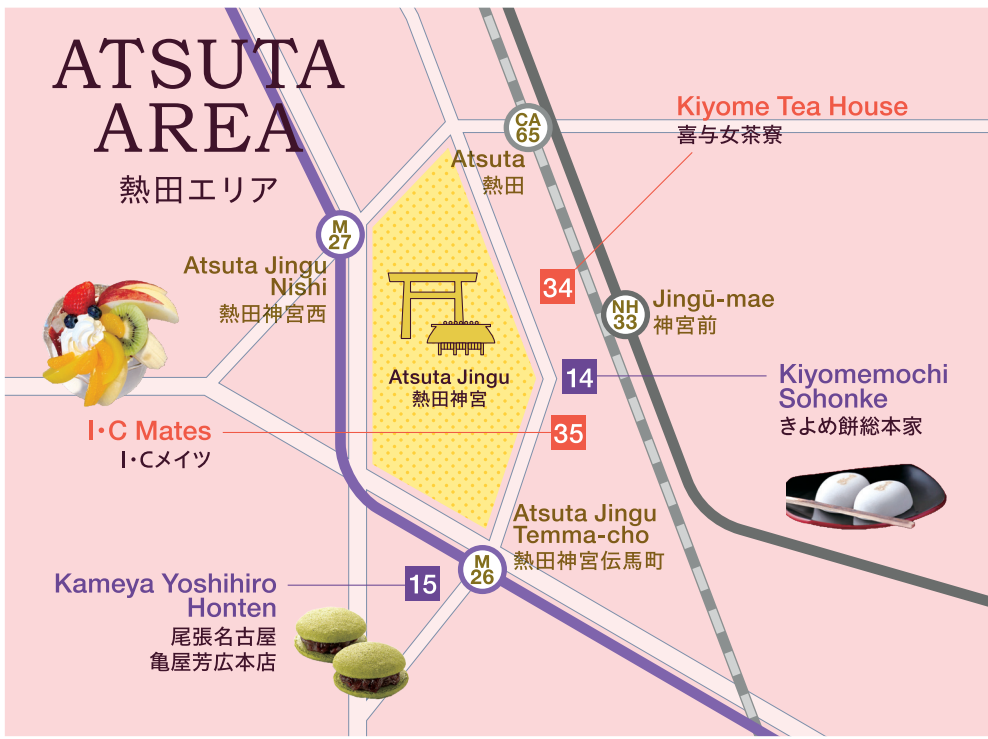 ATSUTA
AREA
熱田エリア
CA
65
Atsuta
熱田
Kiyome Tea House
喜与女茶寮
M
27
Atsuta Jingu
Nishi
熱田神宮西
34
NH
33
Jingū-mae
神宮前
Atsuta Jingu
熱田神宮
14
Kiyomemochi
Sohonke
きよめ餅総本家
I・C Mates
I・Cメイツ
35
Atsuta Jingu
Temma-cho
熱田神宮伝馬町
M
26
Kameya Yoshihiro
Honten
尾張名古屋
亀屋芳広本店
15